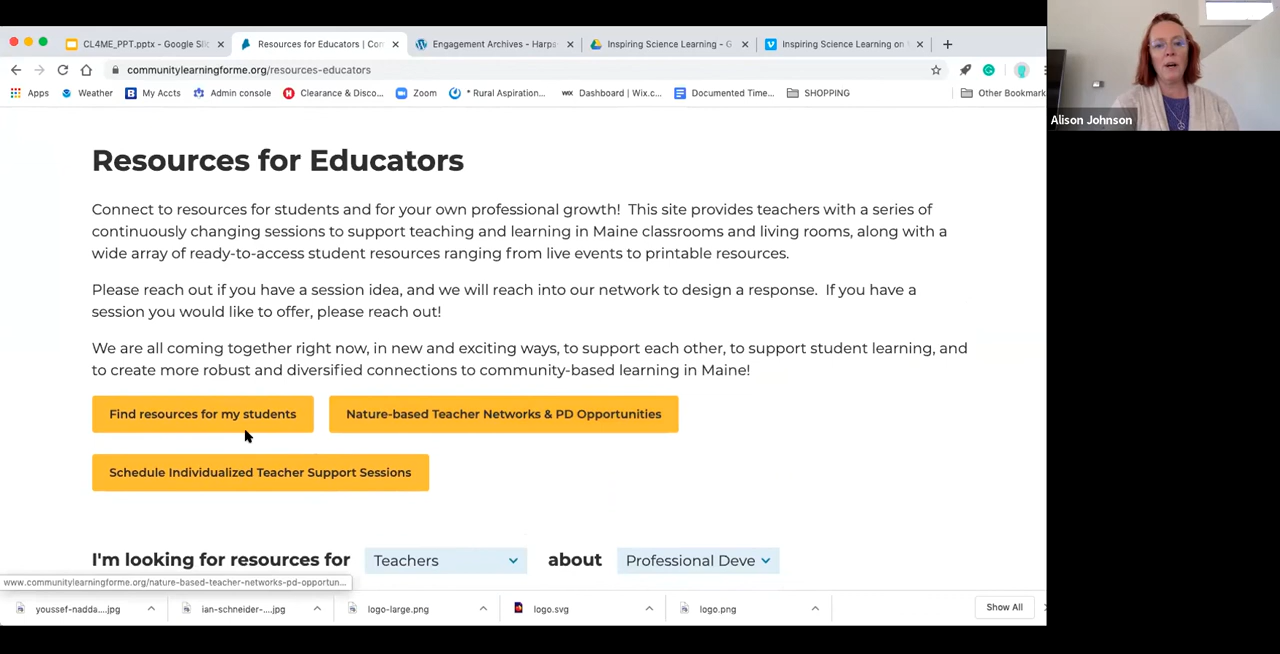 CL4ME_PPT.pptx - Google Slic
Resources for Educators | Con
Engagement Archives - Harps
Inspiring Science Learning - G
Inspiring Science Learning on
communitylearningforme.org/resources-educators
Apps
Weather
My Accts
Admin console
Clearance & Disco...
Zoom
* Rural Aspiration...
WIX
Dashboard | Wix.c...
Documented Time...
SHOPPING
Other Bookmark
Alison Johnson
Resources for Educators
Connect to resources for students and for your own professional growth! This site provides teachers with a series of
continuously changing sessions to support teaching and learning in Maine classrooms and living rooms, along with a
wide array of ready-to-access student resources ranging from live events to printable resources.
Please reach out if you have a session idea, and we will reach into our network to design a response. If you have a
session you would like to offer, please reach out!
We are all coming together right now, in new and exciting ways, to support each other, to support student learning, and
to create more robust and diversified connections to community-based learning in Maine!
Find resources for my students
Nature-based Teacher Networks & PD Opportunities
Schedule Individualized Teacher Support Sessions
I'm looking for resources for Teachers about Professional Deve
www.communitylearningforme.org/nature-based-teacher-networks-pd-opportun...
youssef-nadda....jpg
ian-schneider-....jpg
logo-large.png
logo.svg
logo.png
Show All